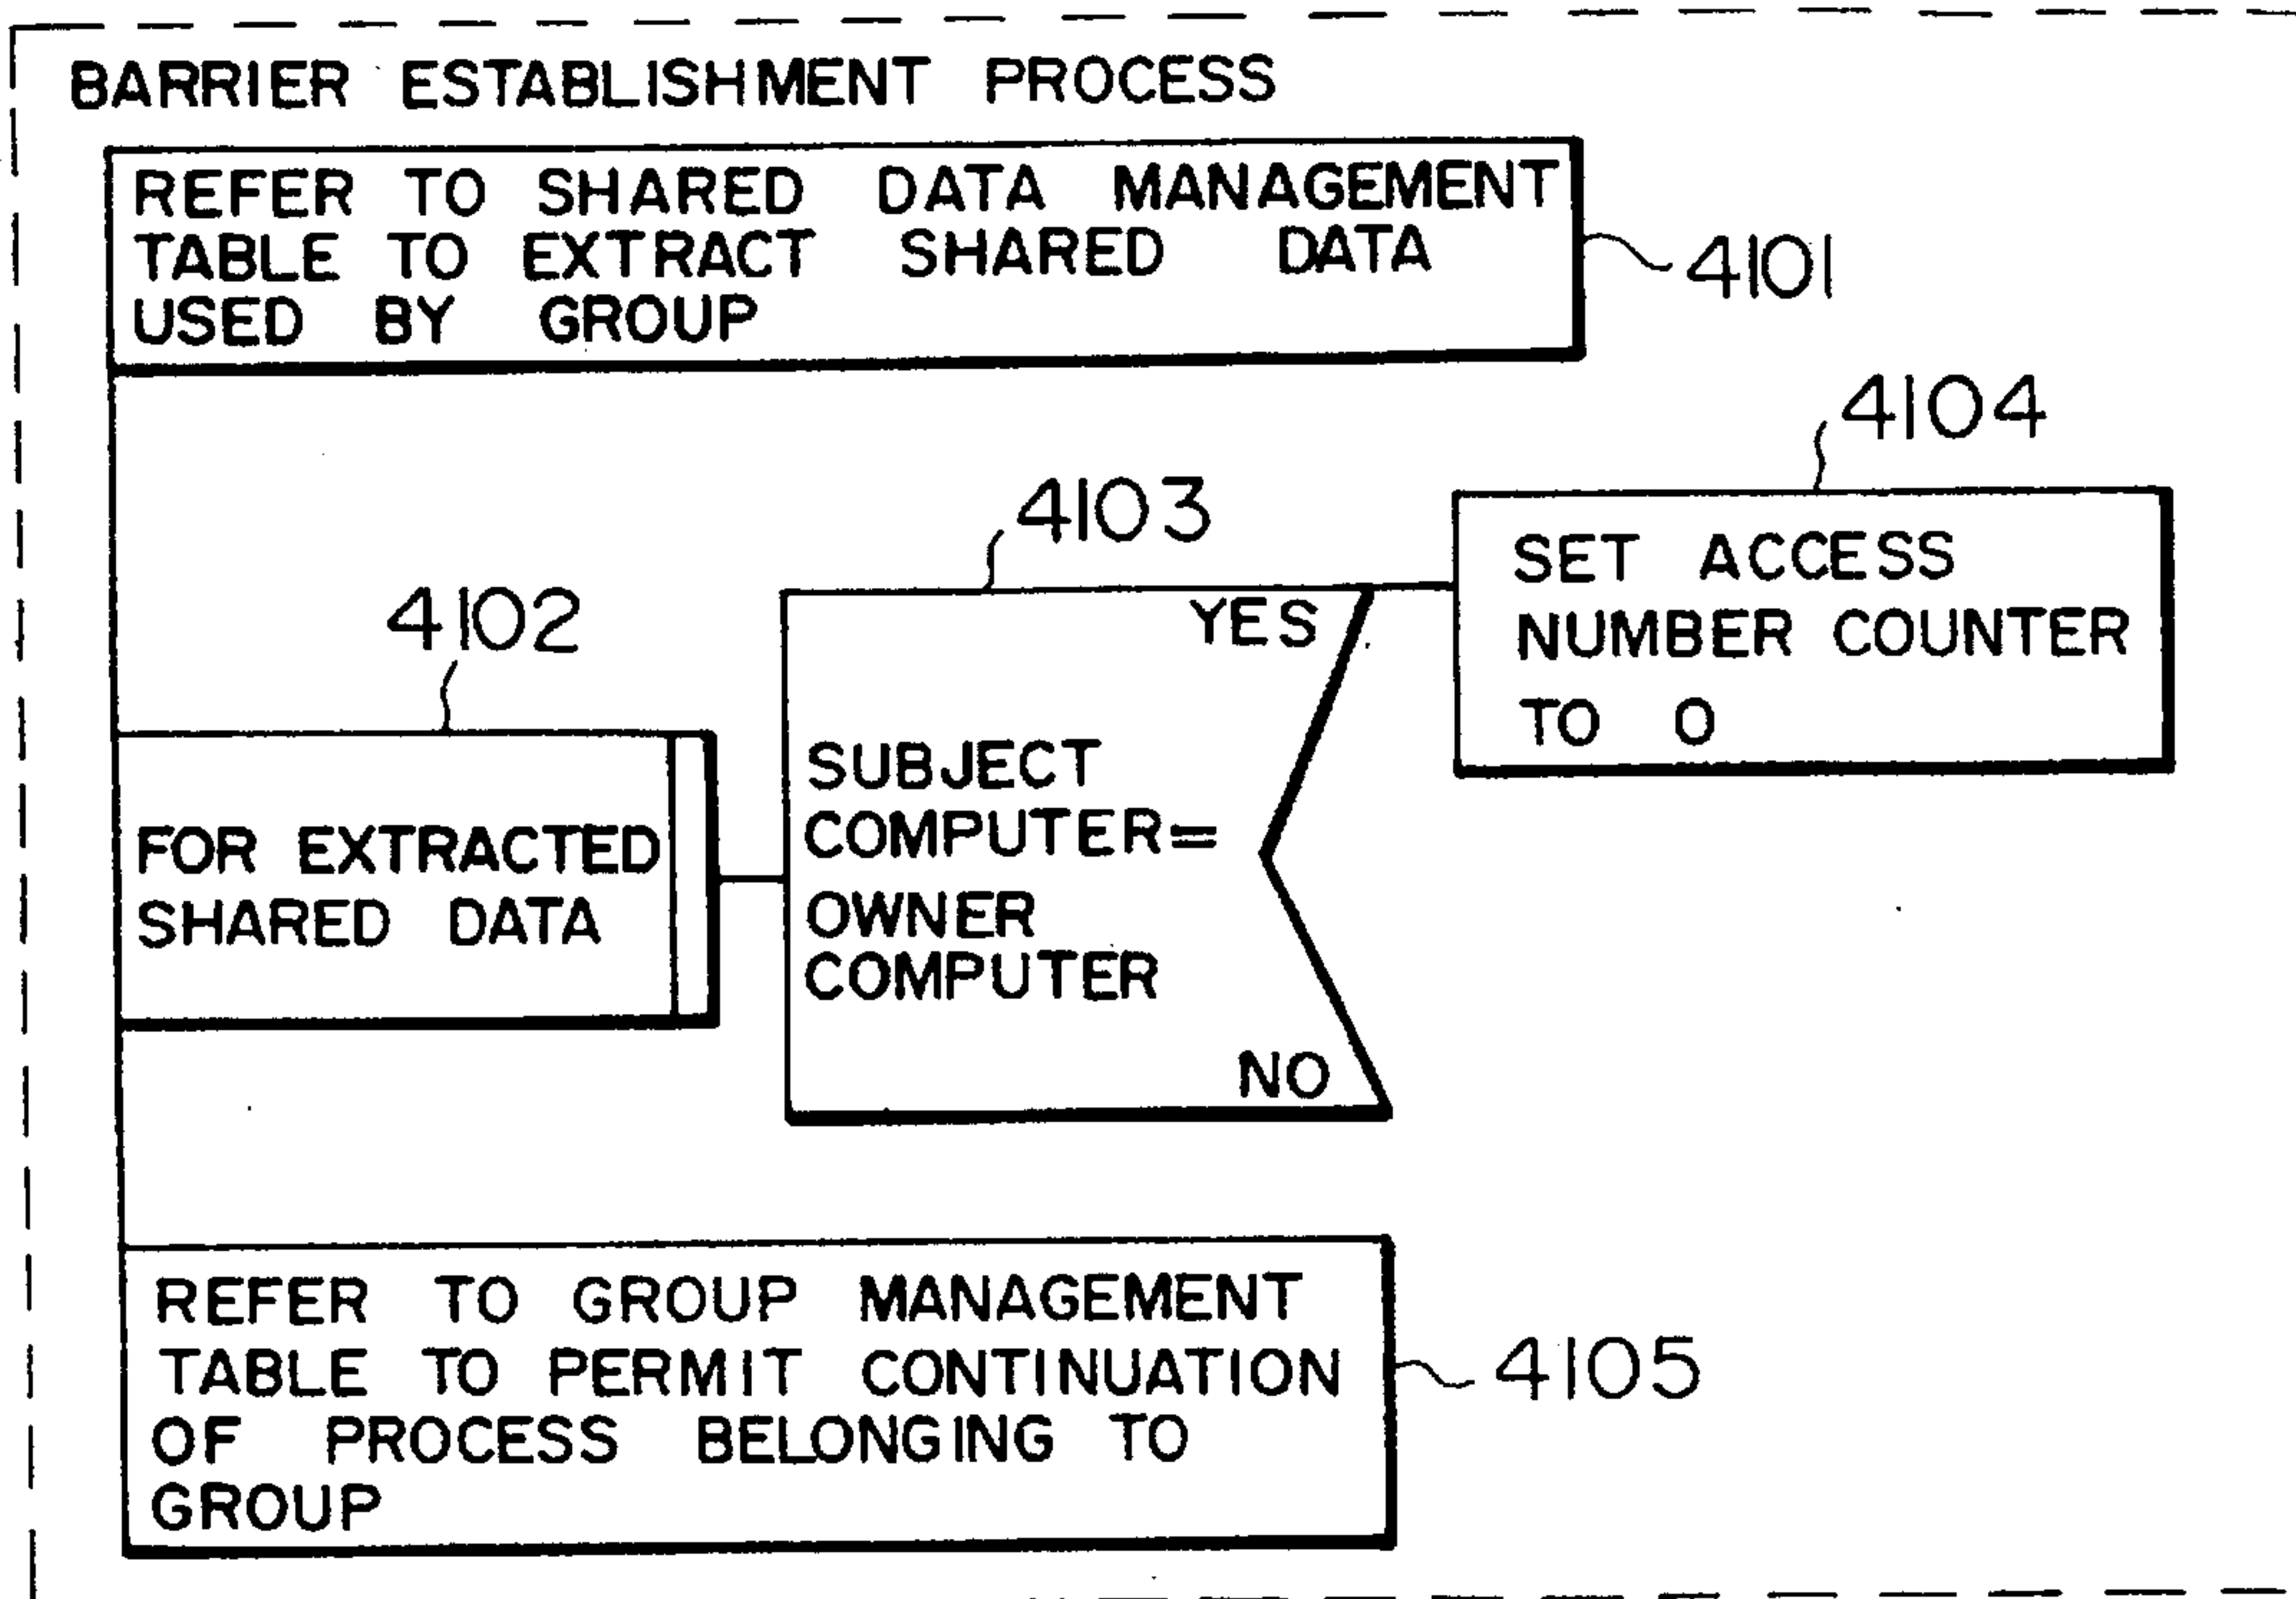 BARRIER ESTABLISHMENT PROCESS
REFER TO SHARED DATA MANAGEMENT
TABLE TO EXTRACT SHARED DATA
USED BY GROUP
4101
4104
4103
SET ACCESS
NUMBER COUNTER
TO 0
4102
YES
SUBJECT
COMPUTER=
OWNER
COMPUTER
NO
FOR EXTRACTED
SHARED DATA
REFER TO GROUP MANAGEMENT
TABLE TO PERMIT CONTINUATION
OF PROCESS BELONGING TO
GROUP
4105